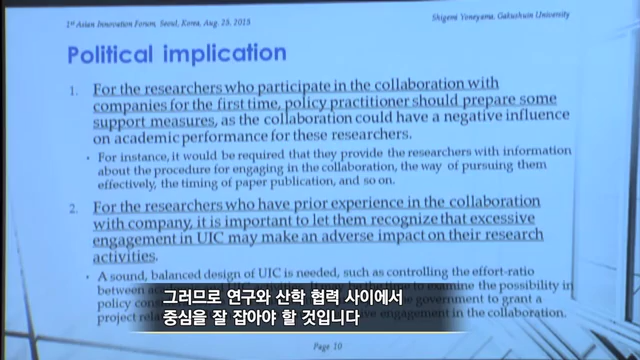 1st Asian Innovation Forum, Seoul, Korea, Aug. 25, 2015
Shigemi Yoneyama, Gakushuin University
Political implication
1. For the researchers who participate in the collaboration with
companies for the first time, policy practitioner should prepare some
support measures, as the collaboration could have a negative influence
on academic performance for these researchers.
• For instance, it would be required that they provide the researchers with information
about the procedure for engaging in the collaboration, the way of pursuing them
effectively, the timing of paper publication, and so on.
2. For the researchers who have prior experience in the collaboration
with company, it is important to let them recognize that excessive
engagement in UIC may make an adverse impact on their research
activities.
• A sound, balanced design of UIC is needed, such as controlling the effort-ratio
between
time to examine the possibility in
policy
government to grant a
project
engagement in the collaboration.
그러므로 연구와 산학 협력 사이에서
중심을 잘 잡아야 할 것입니다
Page 10